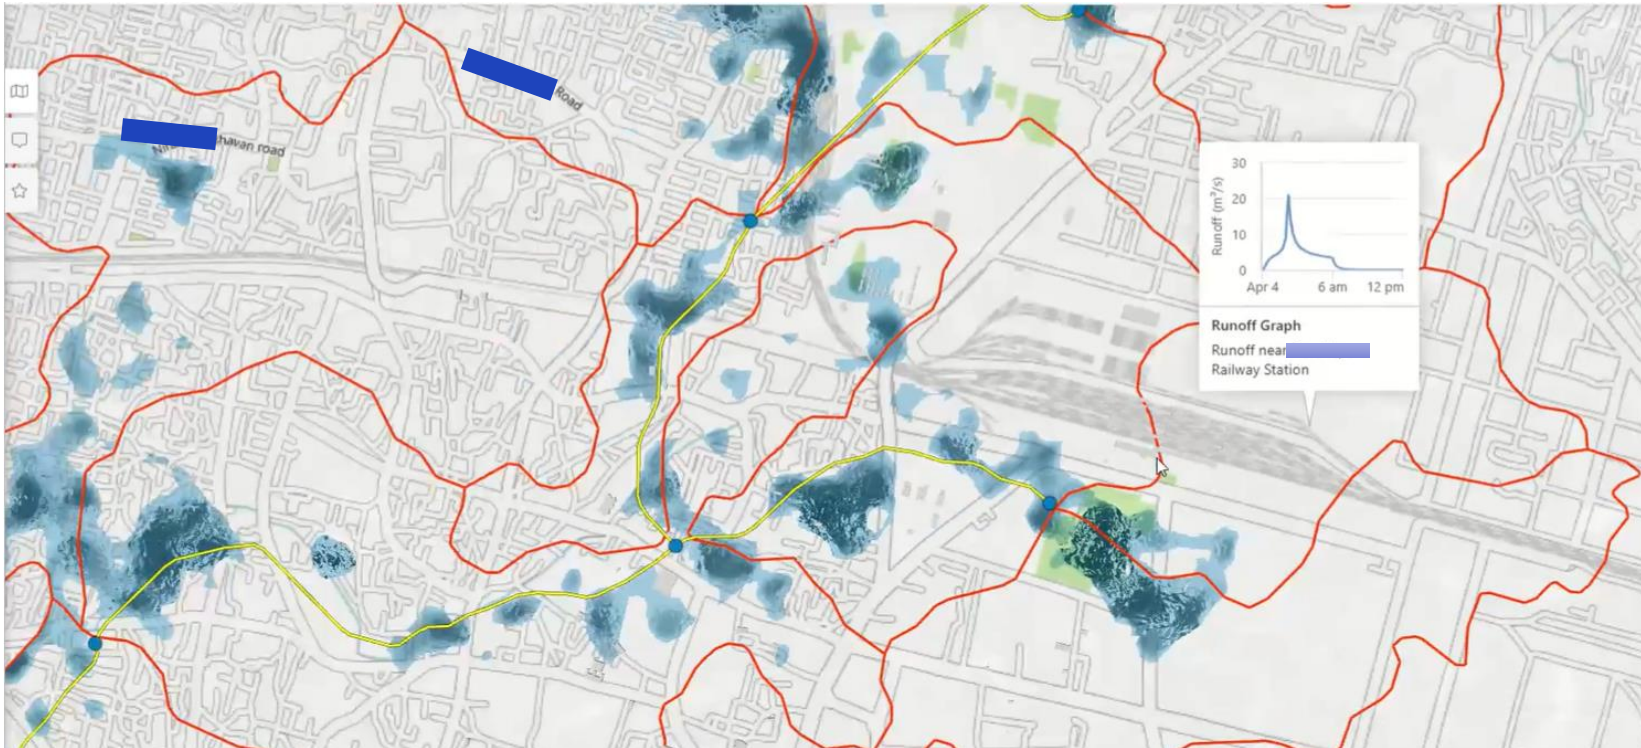 Road
havan road
30
20
10
0
Runoff (m³/s)
Apr 4 6 am 12 pm
Runoff Graph
Runoff near
Railway Station